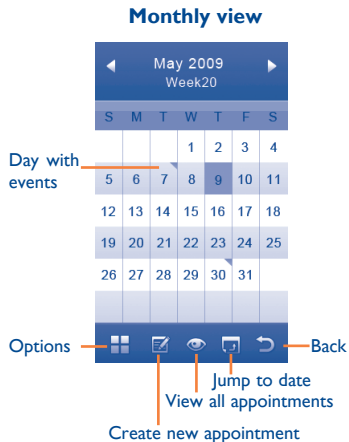 Monthly view
May 2009
Week20
S M T W T F S
1 2 3 4
5 6 7 8 9 10 11
12 13 14 15 16 17 18
19 20 21 22 23 24 25
26 27 28 29 30 31
Day with
events
Options
Back
Jump to date
View all appointments
Create new appointment